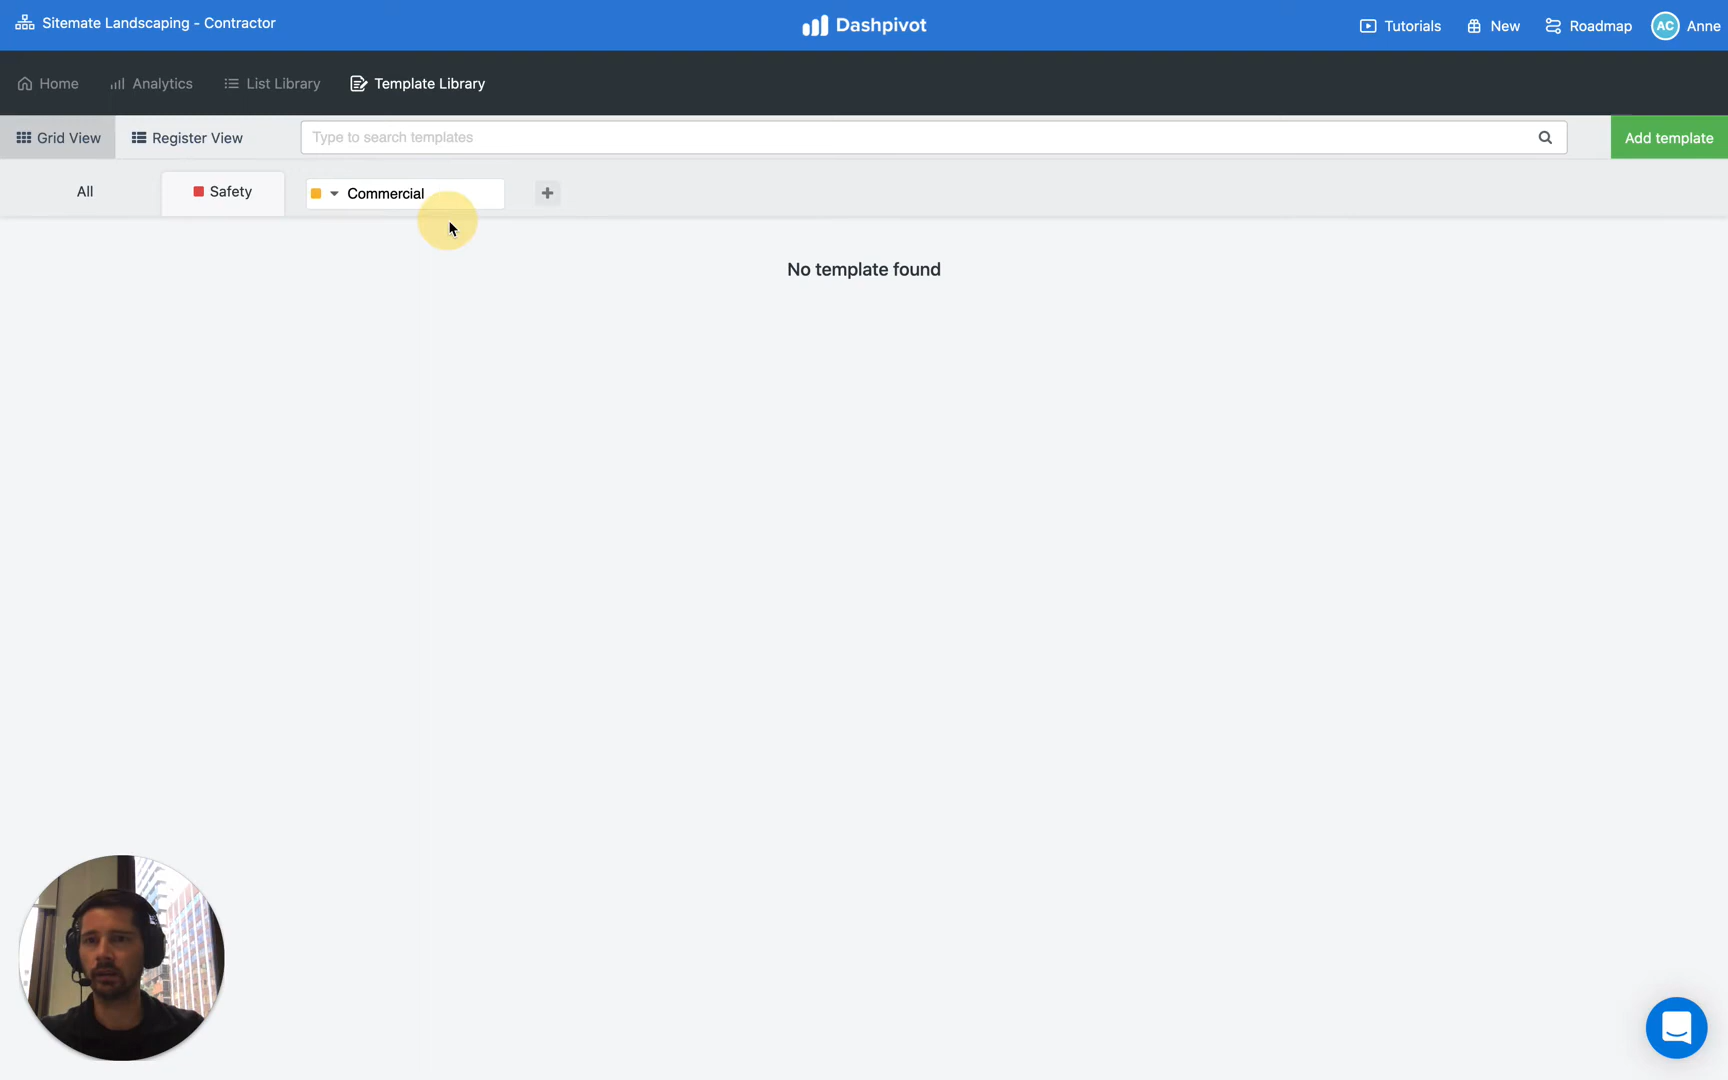 Sitemate Landscaping - Contractor
Dashpivot
Tutorials
New
Roadmap
AC
Anne
Home
Analytics
List Library
Template Library
Grid View
Register View
Type to search templates
Add template
All
Safety
Commercial
No template found